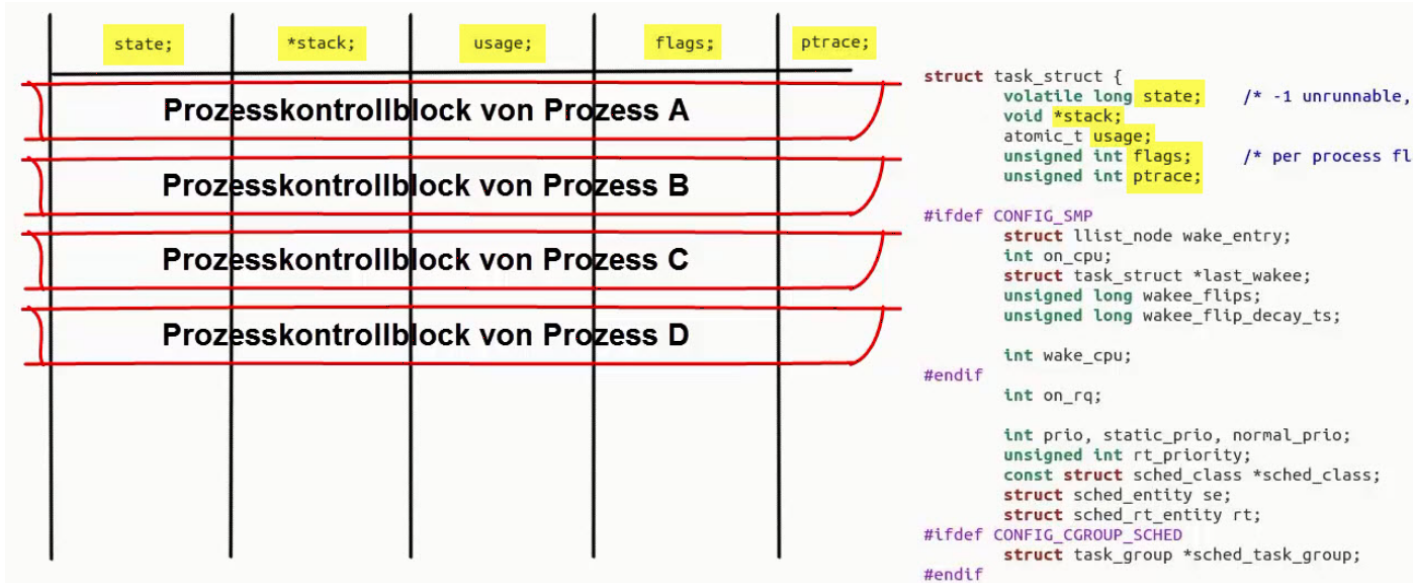 state; *stack; usage; flags; ptrace;
Prozesskontrollblock von Prozess A
Prozesskontrollblock von Prozess B
Prozesskontrollblock von Prozess C
Prozesskontrollblock von Prozess D
struct task_struct {
volatile long state; /* -1 unrunnable,
void *stack;
atomic_t usage;
unsigned int flags; /* per process fl
unsigned int ptrace;
#ifdef CONFIG_SMP
struct llist_node wake_entry;
int on_cpu;
struct task_struct *last_wakee;
unsigned long wakee_flips;
unsigned long wakee_flip_decay_ts;
int wake_cpu;
#endif
int on_rq;
int prio, static_prio, normal_prio;
unsigned int rt_priority;
const struct sched_class *sched_class;
struct sched_entity se;
struct sched_rt_entity rt;
#ifdef CONFIG_CGROUP_SCHED
struct task_group *sched_task_group;
#endif